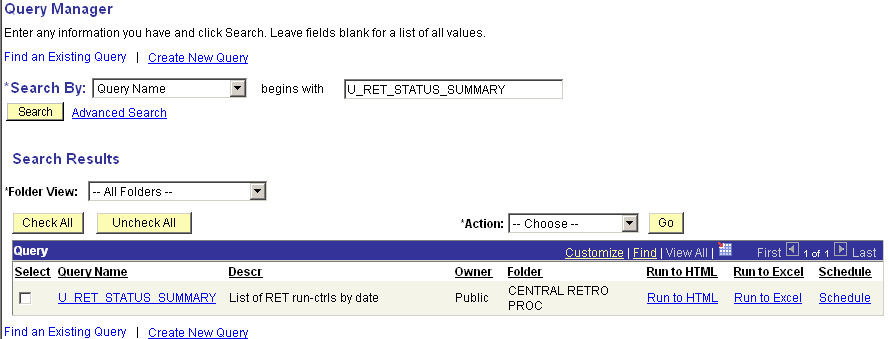 Query Manager
Enter any information you have and click Search. Leave fields blank for a list of all values.
Find an Existing Query | Create New Query
*Search By: Query Name begins with U_RET_STATUS_SUMMARY
Search Advanced Search
Search Results
*Folder View: -- All Folders --
Check All Uncheck All *Action: -- Choose -- Go
Query Customize | Find | View All | First 1 of 1 Last
Select Query Name Descr Owner Folder Run to HTML Run to Excel Schedule
U_RET_STATUS_SUMMARY List of RET run-ctrls by date Public CENTRAL RETRO PROC Run to HTML Run to Excel Schedule
Find an Existing Query | Create New Query